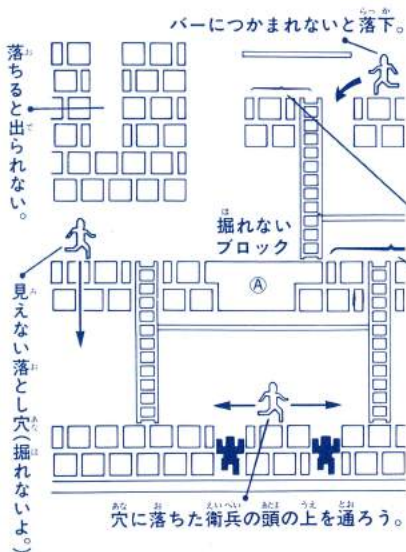 バーにつかまれないと落下。
落ちると出られない。
掘れない
ブロック
Ⓐ
見えない落とし穴(掘れないよ。)
穴に落ちた衛兵の頭の上を通ろう。